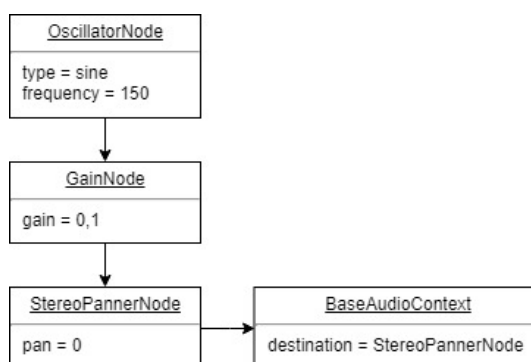 OscillatorNode
type = sine
frequency = 150
GainNode
gain = 0,1
StereoPannerNode
pan = 0
BaseAudioContext
destination = StereoPannerNode